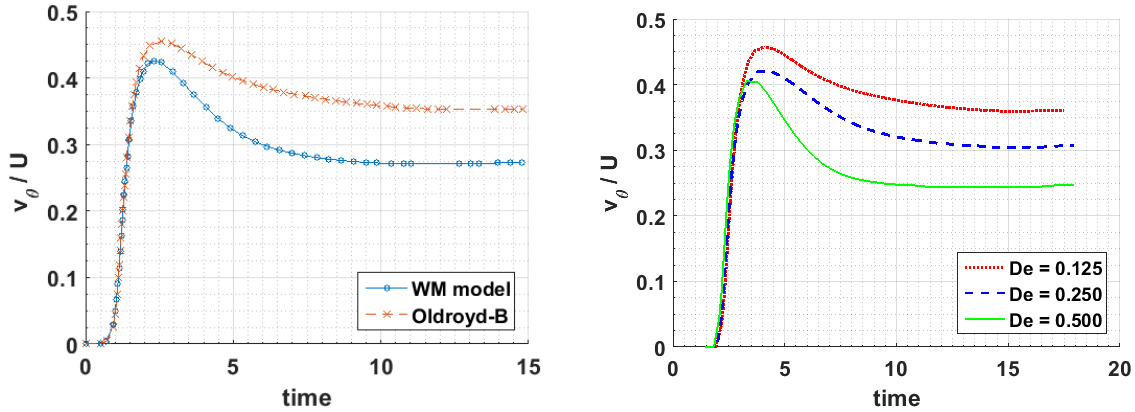 0.5
0.4
0.3
0.2
0.1
0
v_θ / U
0 5 10 15
time
WM model
Oldroyd-B
0.5
0.4
0.3
0.2
0.1
0
v_θ / U
0 5 10 15 20
time
De = 0.125
De = 0.250
De = 0.500